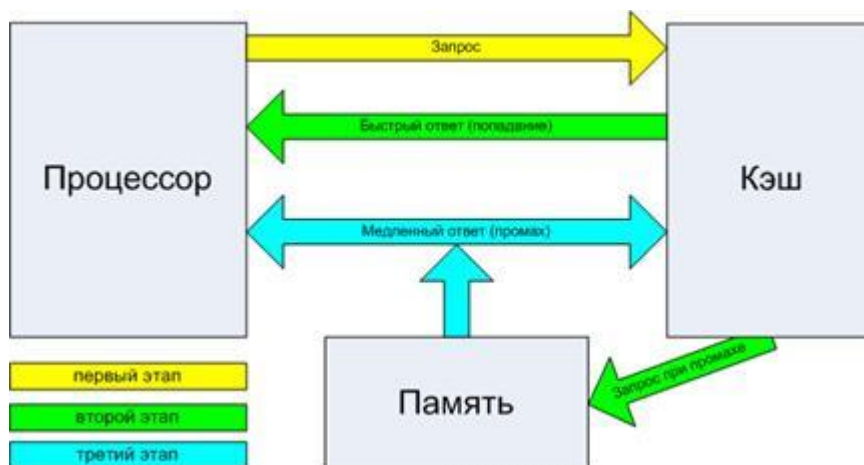 Запрос
Быстрый ответ (попадание)
Процессор
Кэш
Медленный ответ (промах)
Запрос при промахе
Память
первый этап
второй этап
третий этап